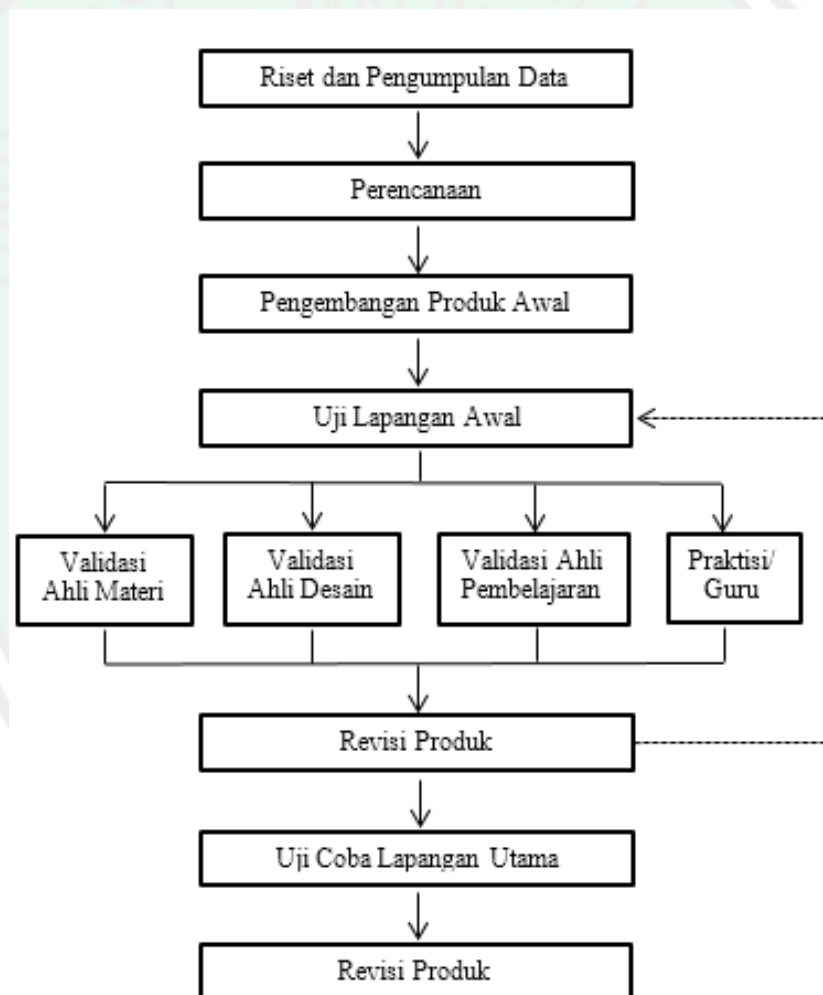 Riset dan Pengumpulan Data
Perencanaan
Pengembangan Produk Awal
Uji Lapangan Awal
Validasi
Ahli Materi
Validasi
Ahli Desain
Validasi Ahli
Pembelajaran
Praktisi/
Guru
Revisi Produk
Uji Coba Lapangan Utama
Revisi Produk